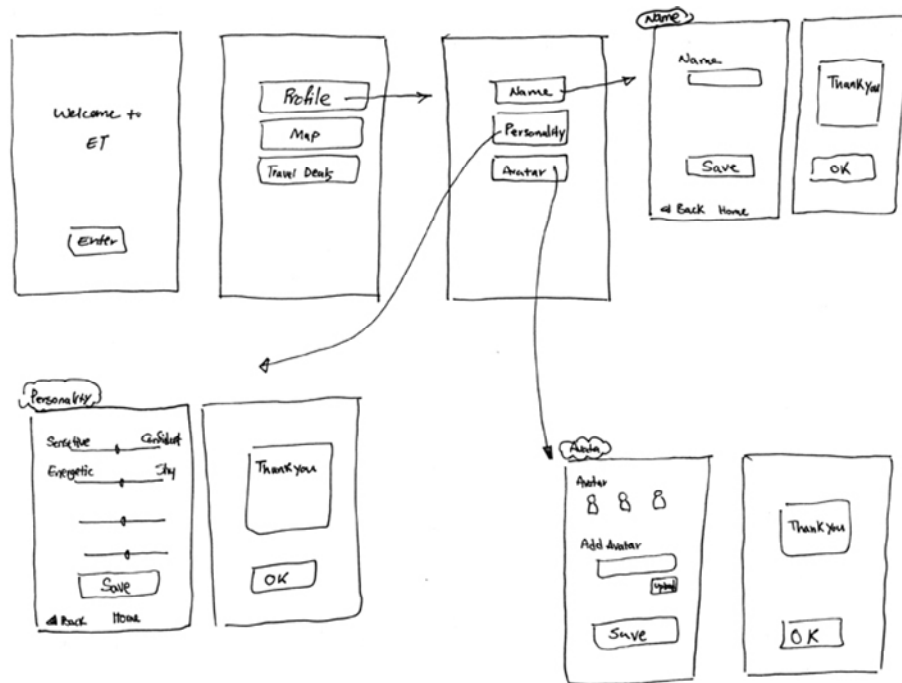 Welcome to
ET
Enter
Profile
Map
Travel Deals
Name
Personality
Avatar
Name
Name
Save
Back Home
Thank you
OK
Personality
Sensitive Confident
Energetic Shy
Save
Back Home
Thank you
OK
Avatar
Avatar
Add Avatar
Upload
Save
Thank you
OK